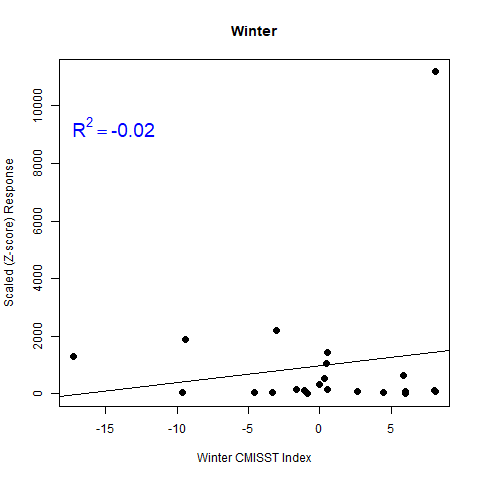 Winter
R2 = -0.02
Scaled (Z-score) Response
10000
8000
6000
4000
2000
0
-15 -10 -5 0 5
Winter CMISST Index